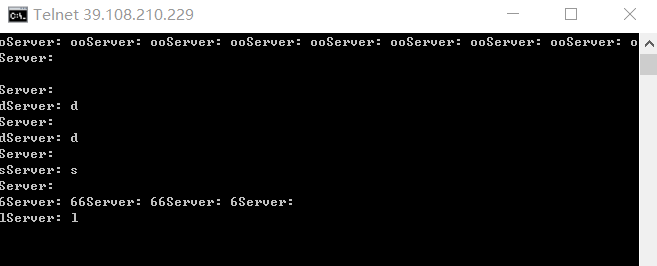 Telnet 39.108.210.229
oServer: ooServer: ooServer: ooServer: ooServer: ooServer: ooServer: ooServer: o
Server:
Server:
dServer: d
Server:
dServer: d
Server:
sServer: s
Server:
6Server: 66Server: 66Server: 6Server:
lServer: l